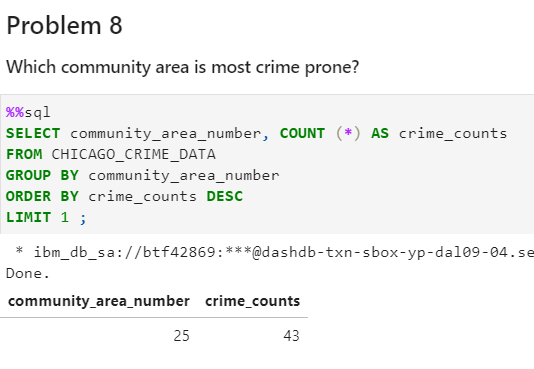 Problem 8
Which community area is most crime prone?
%%sql
SELECT community_area_number, COUNT (*) AS crime_counts
FROM CHICAGO_CRIME_DATA
GROUP BY community_area_number
ORDER BY crime_counts DESC
LIMIT 1 ;
* ibm_db_sa://btf42869:***@dashdb-txn-sbox-yp-dal09-04.se
Done.
community_area_number crime_counts
25 43